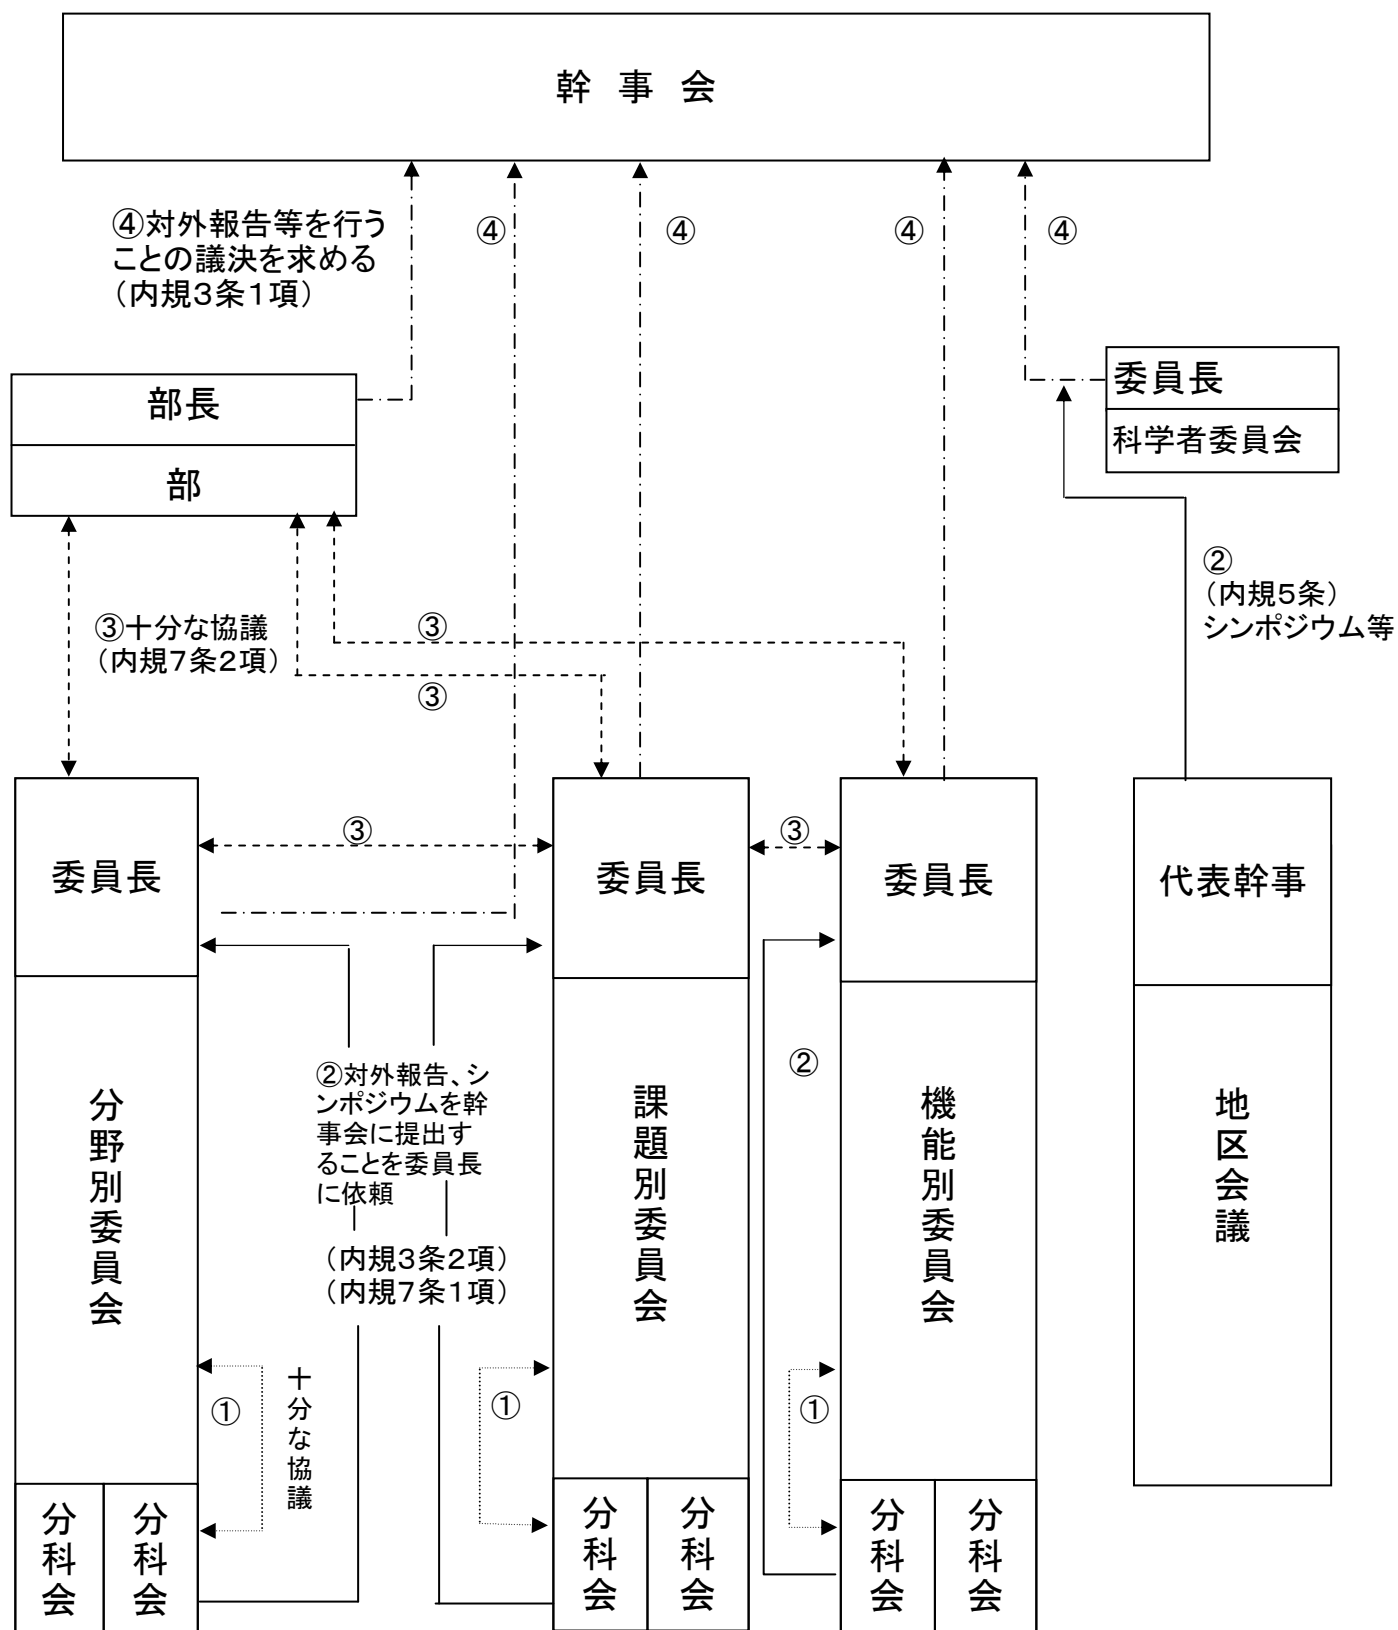 幹 事 会
④対外報告等を行う
ことの議決を求める
（内規３条１項）
④
④
④
④
部長
部
委員長
科学者委員会
②
（内規５条）
シンポジウム等
③十分な協議
（内規７条２項）
③
③
委員長
③
委員長
③
委員長
代表幹事
分野別委員会
②対外報告、シ
ンポジウムを幹
事会に提出す
ることを委員長
に依頼
（内規３条２項）
（内規７条１項）
課題別委員会
②
機能別委員会
地区会議
①
十分な協議
①
①
分科会
分科会
分科会
分科会
分科会
分科会